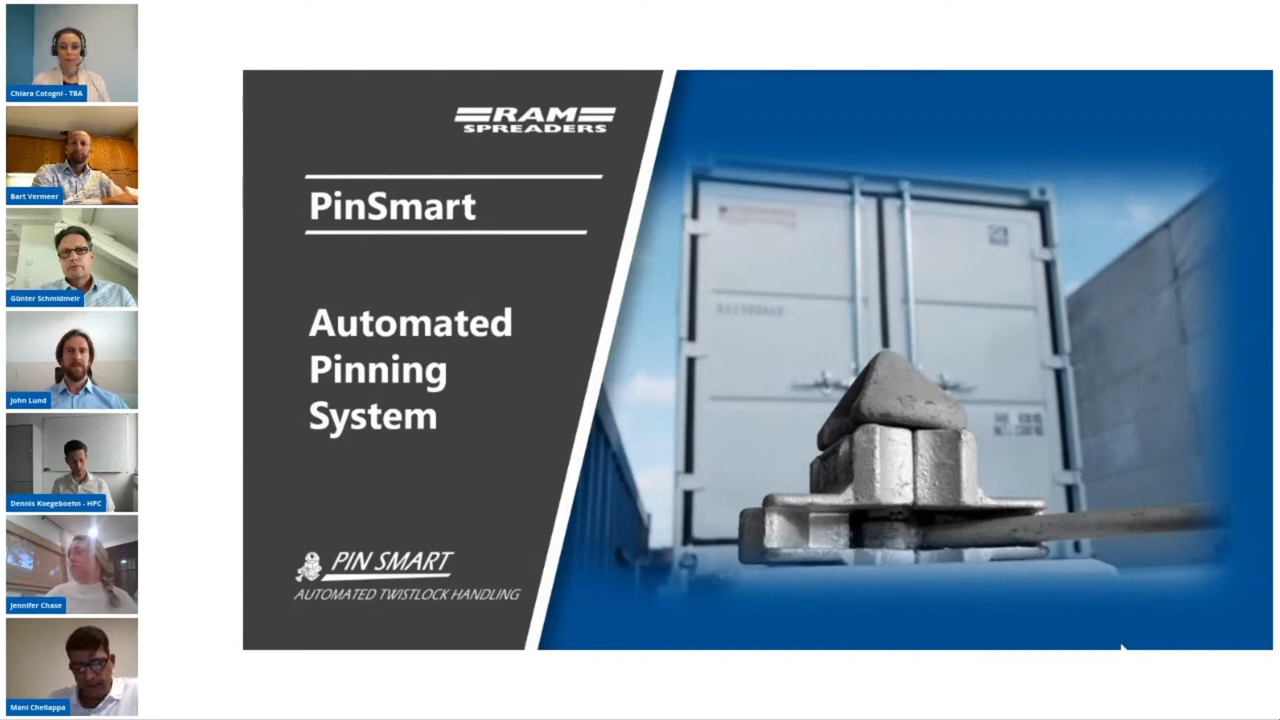 Chiara Cotogni - TBA
Bart Vermeer
Günter Schmidmeir
John Lund
Dennis Koegeboehn - HPC
Jennifer Chase
Mani Chellappa
RAM
SPREADERS
PinSmart
Automated
Pinning
System
PIN SMART
AUTOMATED TWISTLOCK HANDLING